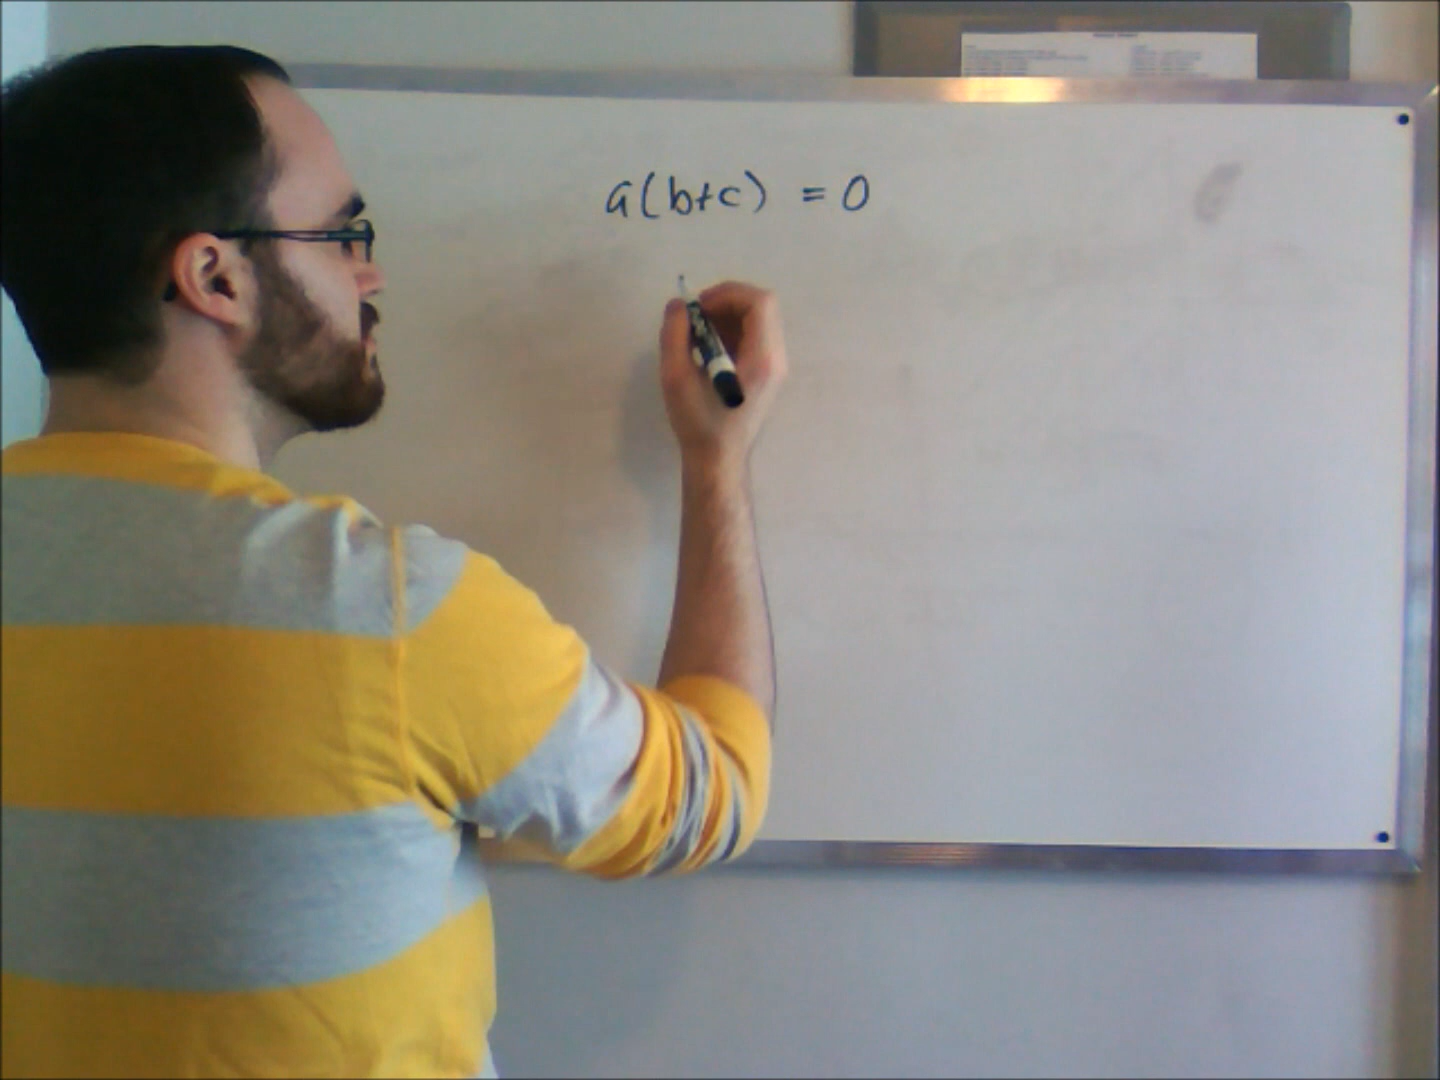 a(b+c) = 0